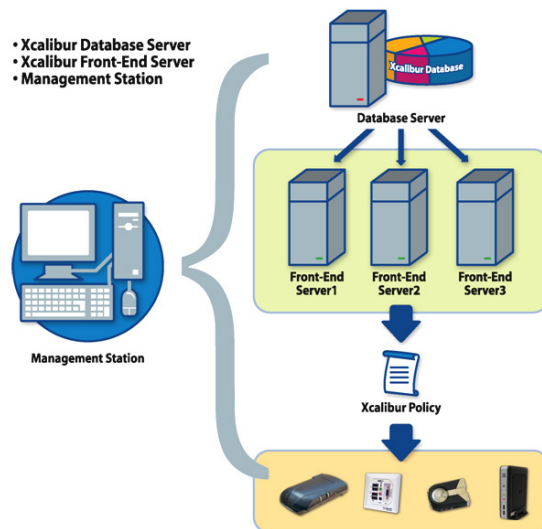 • Xcalibur Database Server
• Xcalibur Front-End Server
• Management Station
Xcalibur Database
Database Server
Front-End
Server1
Front-End
Server2
Front-End
Server3
Management Station
Xcalibur Policy